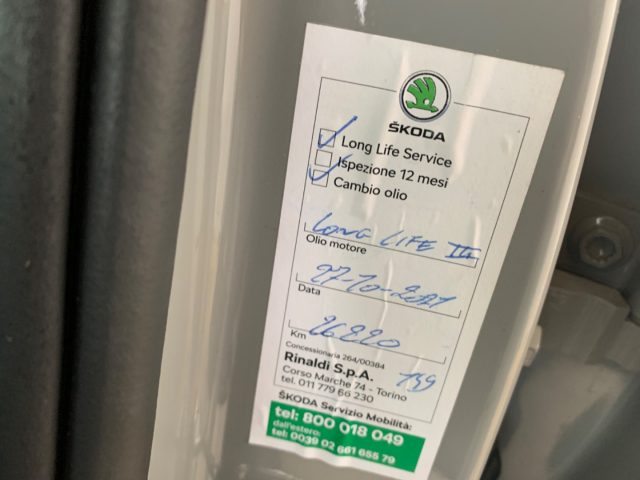 ŠKODA
Long Life Service
Ispezione 12 mesi
Cambio olio
LONG LIFE III
Olio motore
27-10-2021
Data
26220
Km
Concessionaria 264/00384
Rinaldi S.p.A.
139
Corso Marche 74 - Torino
tel. 011 779 66 230
ŠKODA Servizio Mobilità:
tel: 800 018 049
dall'estero:
tel: 0039 02 661 655 79